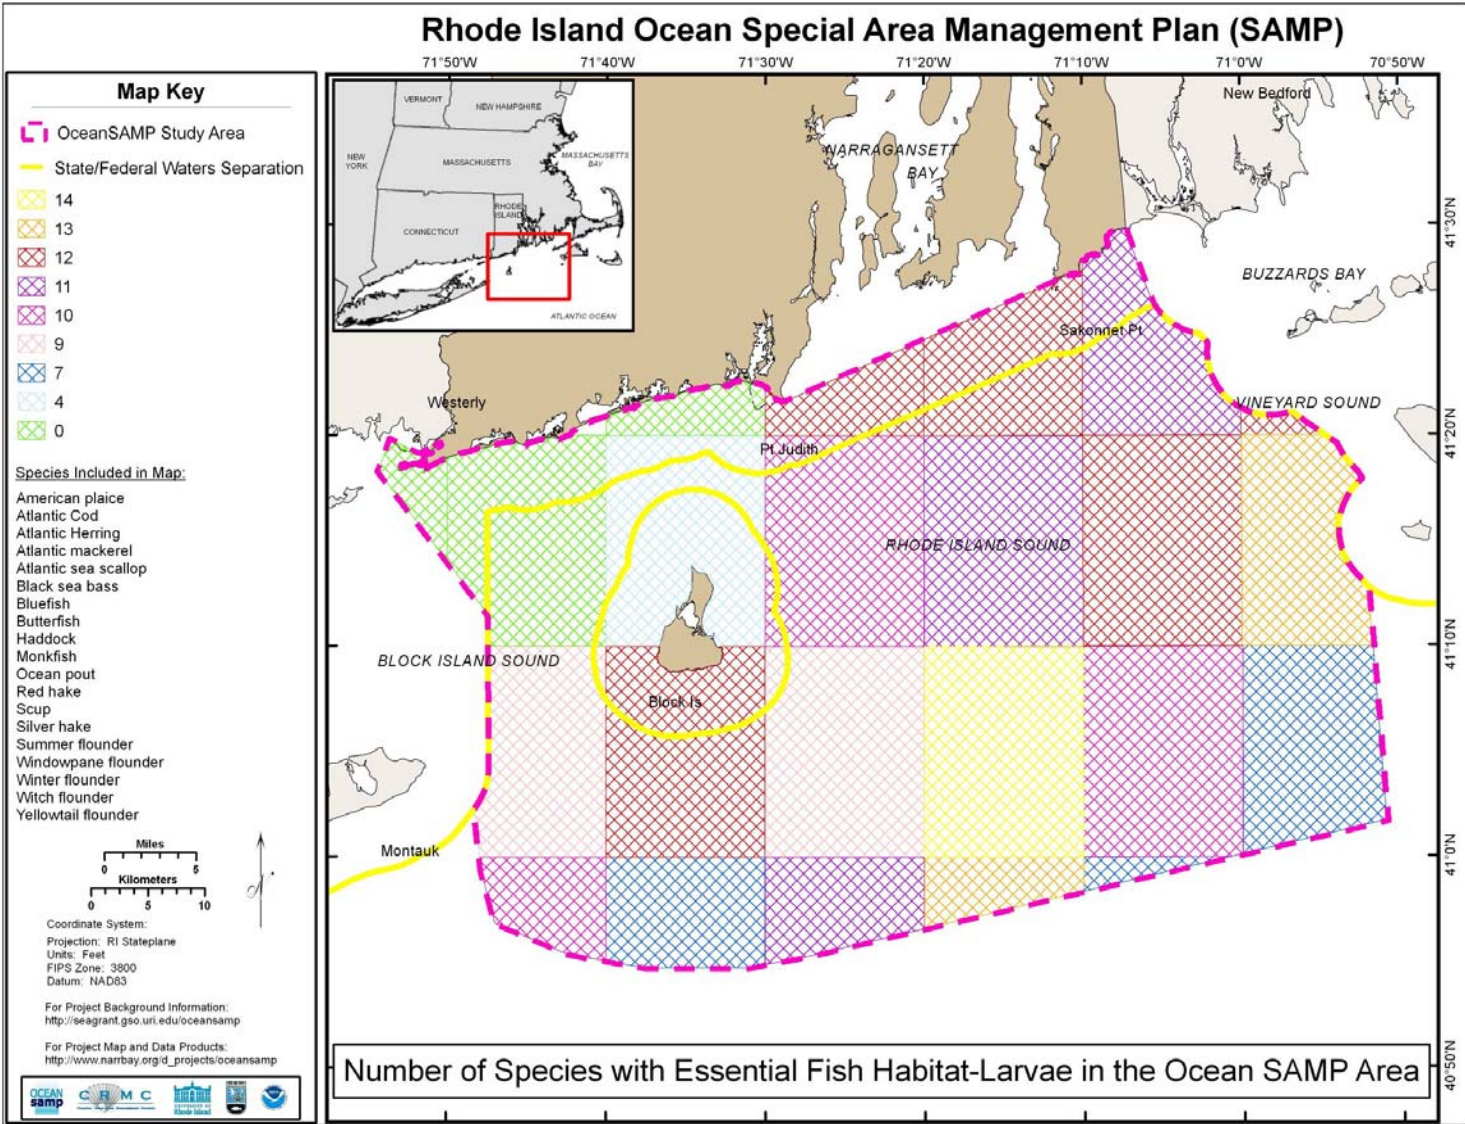 Rhode Island Ocean Special Area Management Plan (SAMP)
71°50'W 71°40'W 71°30'W 71°20'W 71°10'W 71°0'W 70°50'W
Map Key
OceanSAMP Study Area
State/Federal Waters Separation
14
13
12
11
10
9
7
4
0
Species Included in Map:
American plaice
Atlantic Cod
Atlantic Herring
Atlantic mackerel
Atlantic sea scallop
Black sea bass
Bluefish
Butterfish
Haddock
Monkfish
Ocean pout
Red hake
Scup
Silver hake
Summer flounder
Windowpane flounder
Winter flounder
Witch flounder
Yellowtail flounder
Miles
0 5
Kilometers
0 5 10
Coordinate System:
Projection: RI Stateplane
Units: Feet
FIPS Zone: 3800
Datum: NAD83
For Project Background Information:
http://seagrant.gso.uri.edu/oceansamp
For Project Map and Data Products:
http://www.narrbay.org/d_projects/oceansamp
OCEAN
samp
C R M C
Rhode Island
VERMONT
NEW HAMPSHIRE
NEW
YORK
MASSACHUSETTS
MASSACHUSETTS
BAY
RHODE
ISLAND
CONNECTICUT
ATLANTIC OCEAN
New Bedford
NARRAGANSETT
BAY
BUZZARDS BAY
Sakonnet Pt
Westerly
VINEYARD SOUND
Pt Judith
RHODE ISLAND SOUND
BLOCK ISLAND SOUND
Block Is
Montauk
41°30'N
41°20'N
41°10'N
41°0'N
40°50'N
Number of Species with Essential Fish Habitat-Larvae in the Ocean SAMP Area